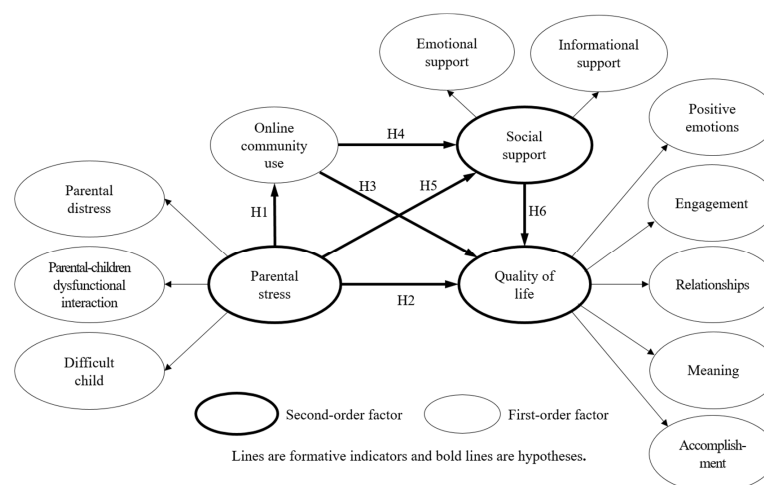 Emotional
support
Informational
support
Positive
emotions
Online
community
use
H4
Social
support
Parental
distress
H3
H5
Engagement
H1
H6
Parental-children
dysfunctional
interaction
Parental
stress
H2
Quality of
life
Relationships
Difficult
child
Meaning
Second-order factor
First-order factor
Accomplish-
ment
Lines are formative indicators and bold lines are hypotheses.